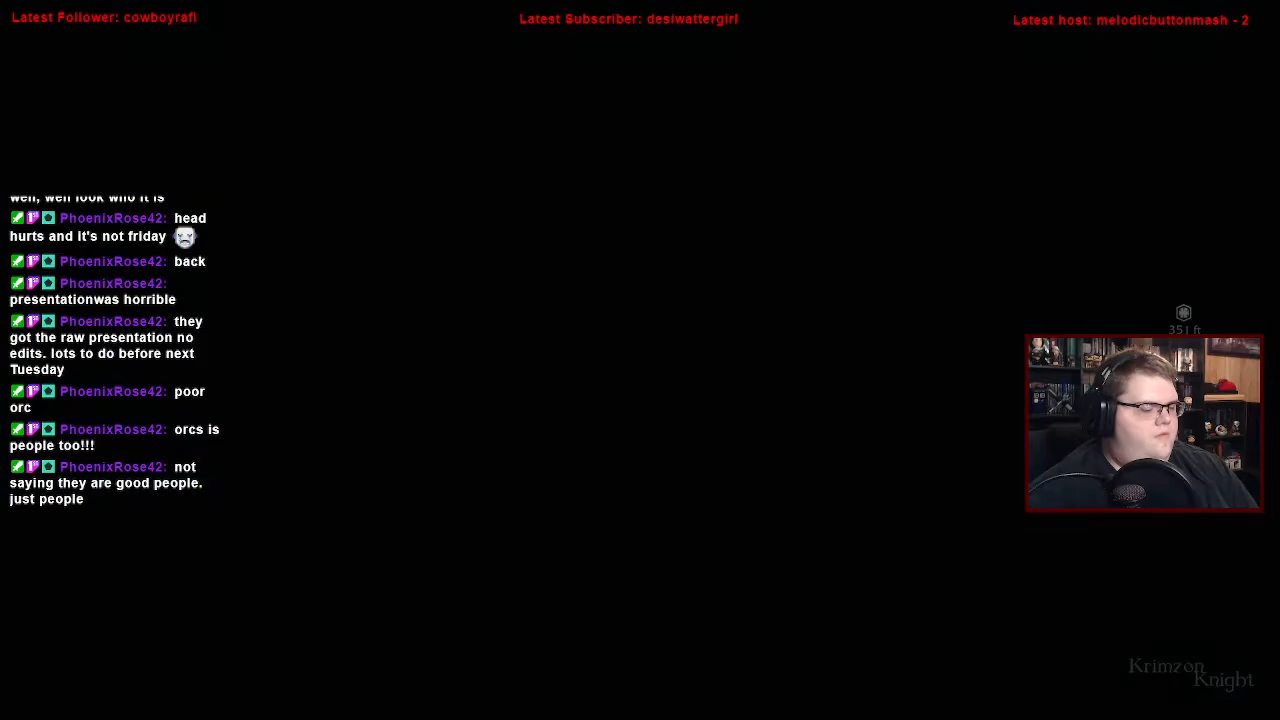 Latest Follower: cowboyrafl
Latest Subscriber: desiwattergirl
Latest host: melodicbuttonmash - 2
well, well look who it is
PhoenixRose42: head
hurts and it's not friday
PhoenixRose42: back
PhoenixRose42:
presentationwas horrible
PhoenixRose42: they
got the raw presentation no
edits. lots to do before next
Tuesday
PhoenixRose42: poor
orc
PhoenixRose42: orcs is
people too!!!
PhoenixRose42: not
saying they are good people.
just people
351 ft
Krimzon
Knight